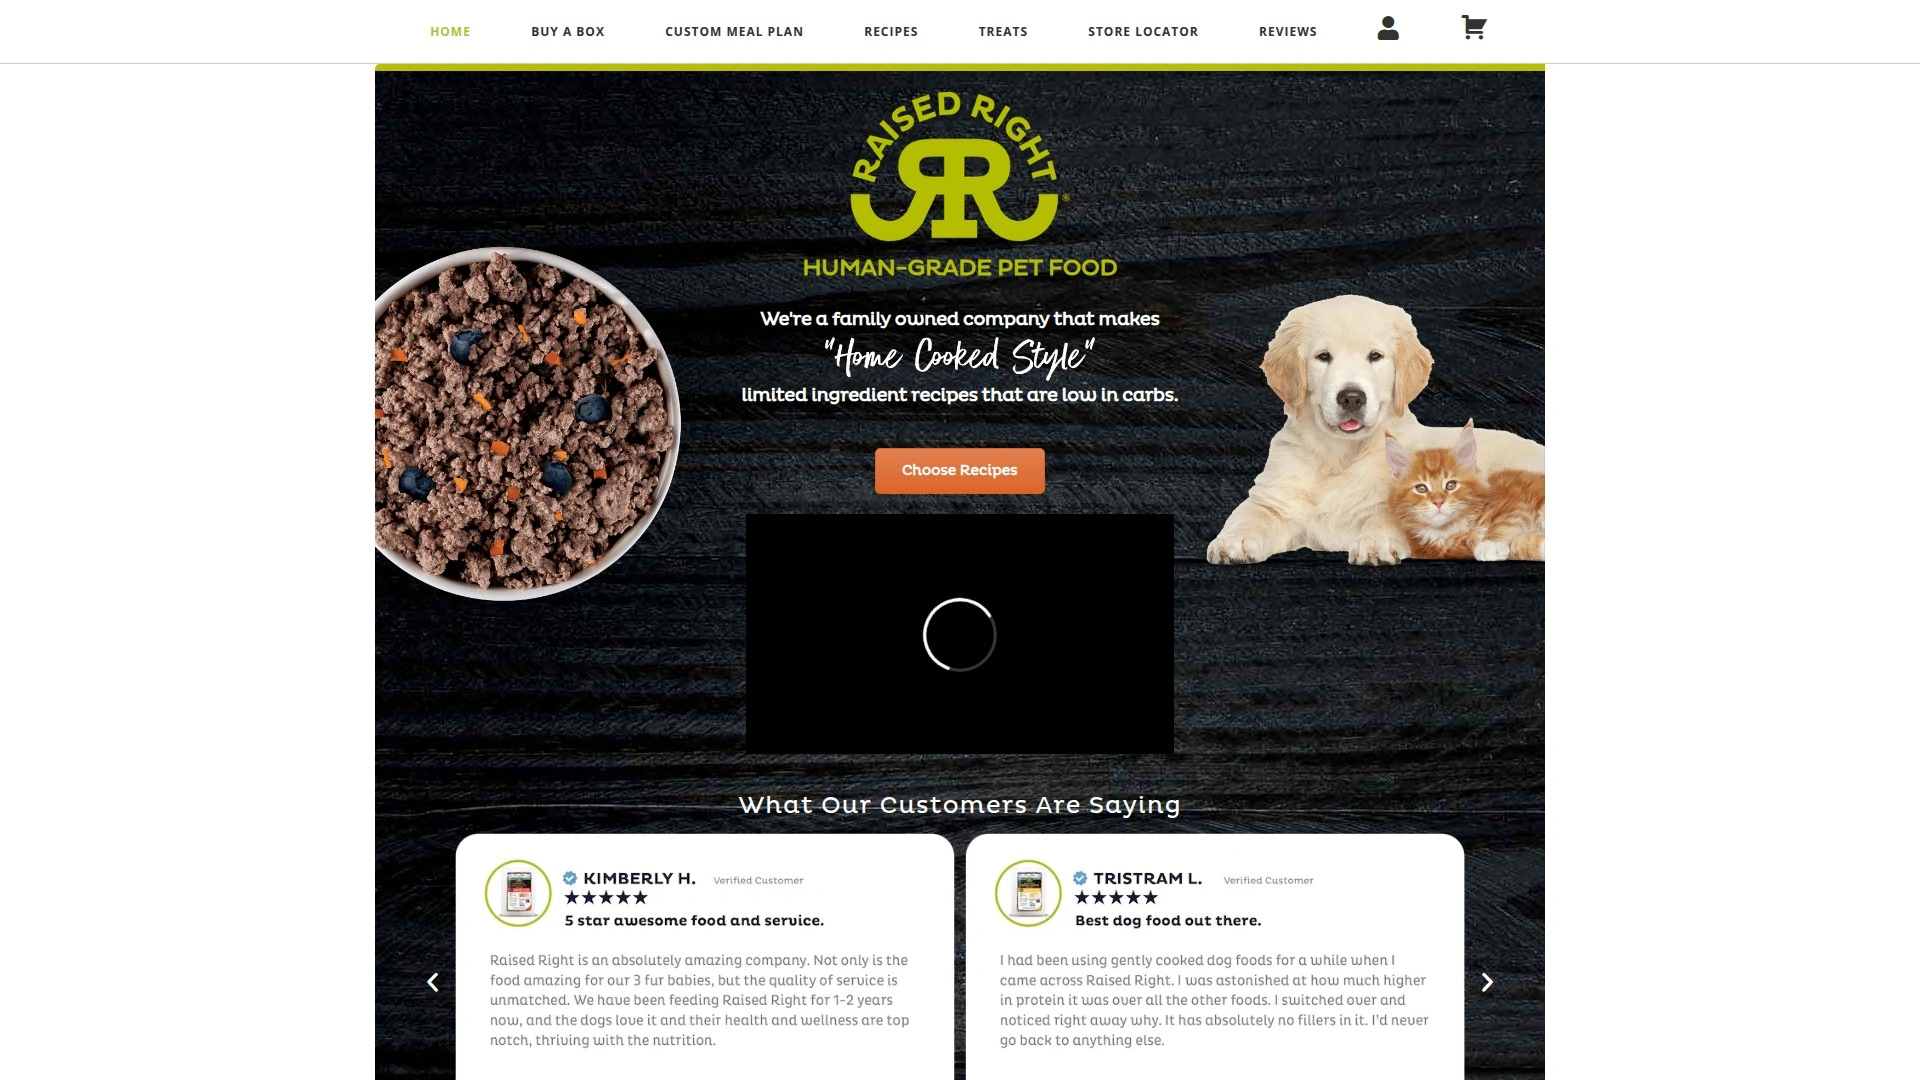 HOME BUY A BOX CUSTOM MEAL PLAN RECIPES TREATS STORE LOCATOR REVIEWS
RAISED RIGHT
RR
®
HUMAN-GRADE PET FOOD
We're a family owned company that makes
"Home Cooked Style"
limited ingredient recipes that are low in carbs.
Choose Recipes
What Our Customers Are Saying
KIMBERLY H. Verified Customer
★★★★★
5 star awesome food and service.
Raised Right is an absolutely amazing company. Not only is the
food amazing for our 3 fur babies, but the quality of service is
unmatched. We have been feeding Raised Right for 1-2 years
now, and the dogs love it and their health and wellness are top
notch, thriving with the nutrition.
TRISTRAM L. Verified Customer
★★★★★
Best dog food out there.
I had been using gently cooked dog foods for a while when I
came across Raised Right. I was astonished at how much higher
in protein it was over all the other foods. I switched over and
noticed right away why. It has absolutely no fillers in it. I'd never
go back to anything else.